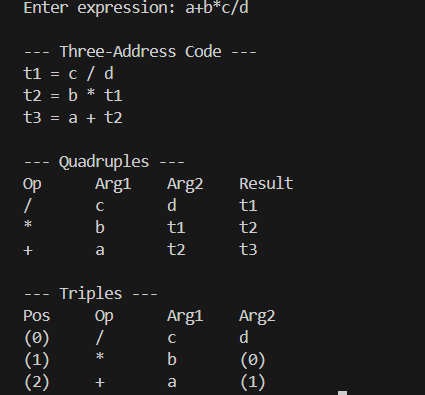 Enter expression: a+b*c/d
--- Three-Address Code ---
t1 = c / d
t2 = b * t1
t3 = a + t2
--- Quadruples ---
Op Arg1 Arg2 Result
/ c d t1
* b t1 t2
+ a t2 t3
--- Triples ---
Pos Op Arg1 Arg2
(0) / c d
(1) * b (0)
(2) + a (1)